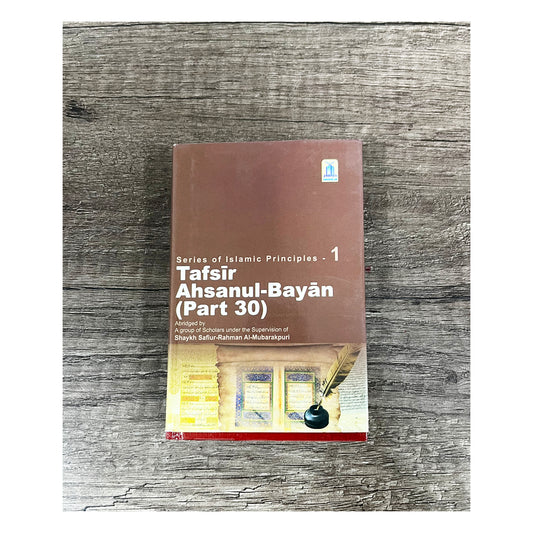 Series of Islamic Principles - 1
Tafsīr
Ahsanul-Bayān
(Part 30)
Abridged by
A group of Scholars under the Supervision of
Shaykh Safiur-Rahman Al-Mubarakpuri